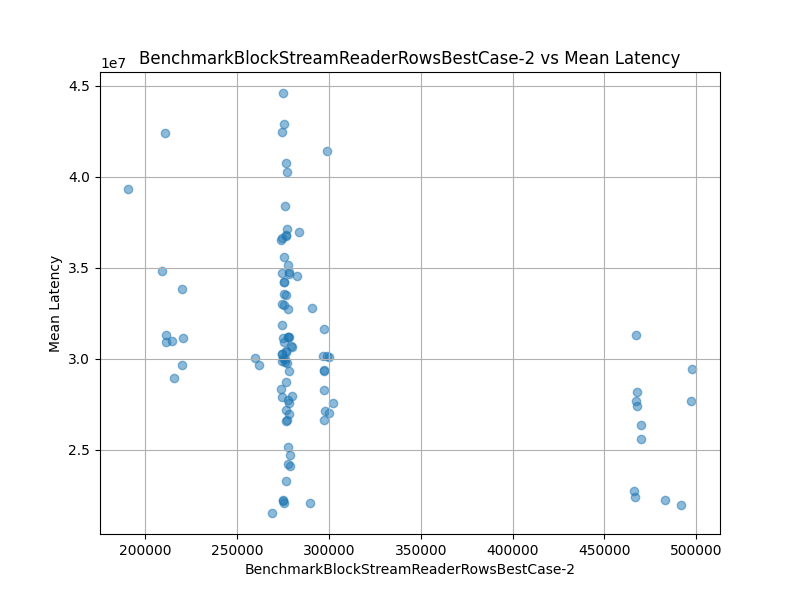 BenchmarkBlockStreamReaderRowsBestCase-2 vs Mean Latency
1e7
4.5
4.0
3.5
3.0
2.5
Mean Latency
200000 250000 300000 350000 400000 450000 500000
BenchmarkBlockStreamReaderRowsBestCase-2